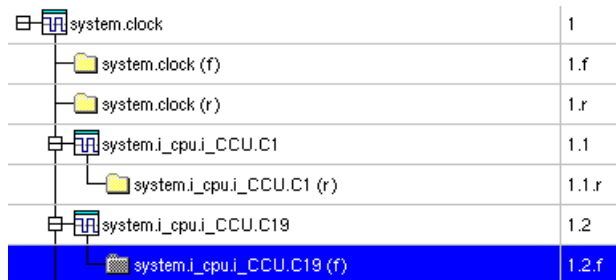 system.clock 1
system.clock (f) 1.f
system.clock (r) 1.r
system.i_cpu.i_CCU.C1 1.1
system.i_cpu.i_CCU.C1 (r) 1.1.r
system.i_cpu.i_CCU.C19 1.2
system.i_cpu.i_CCU.C19 (f) 1.2.f